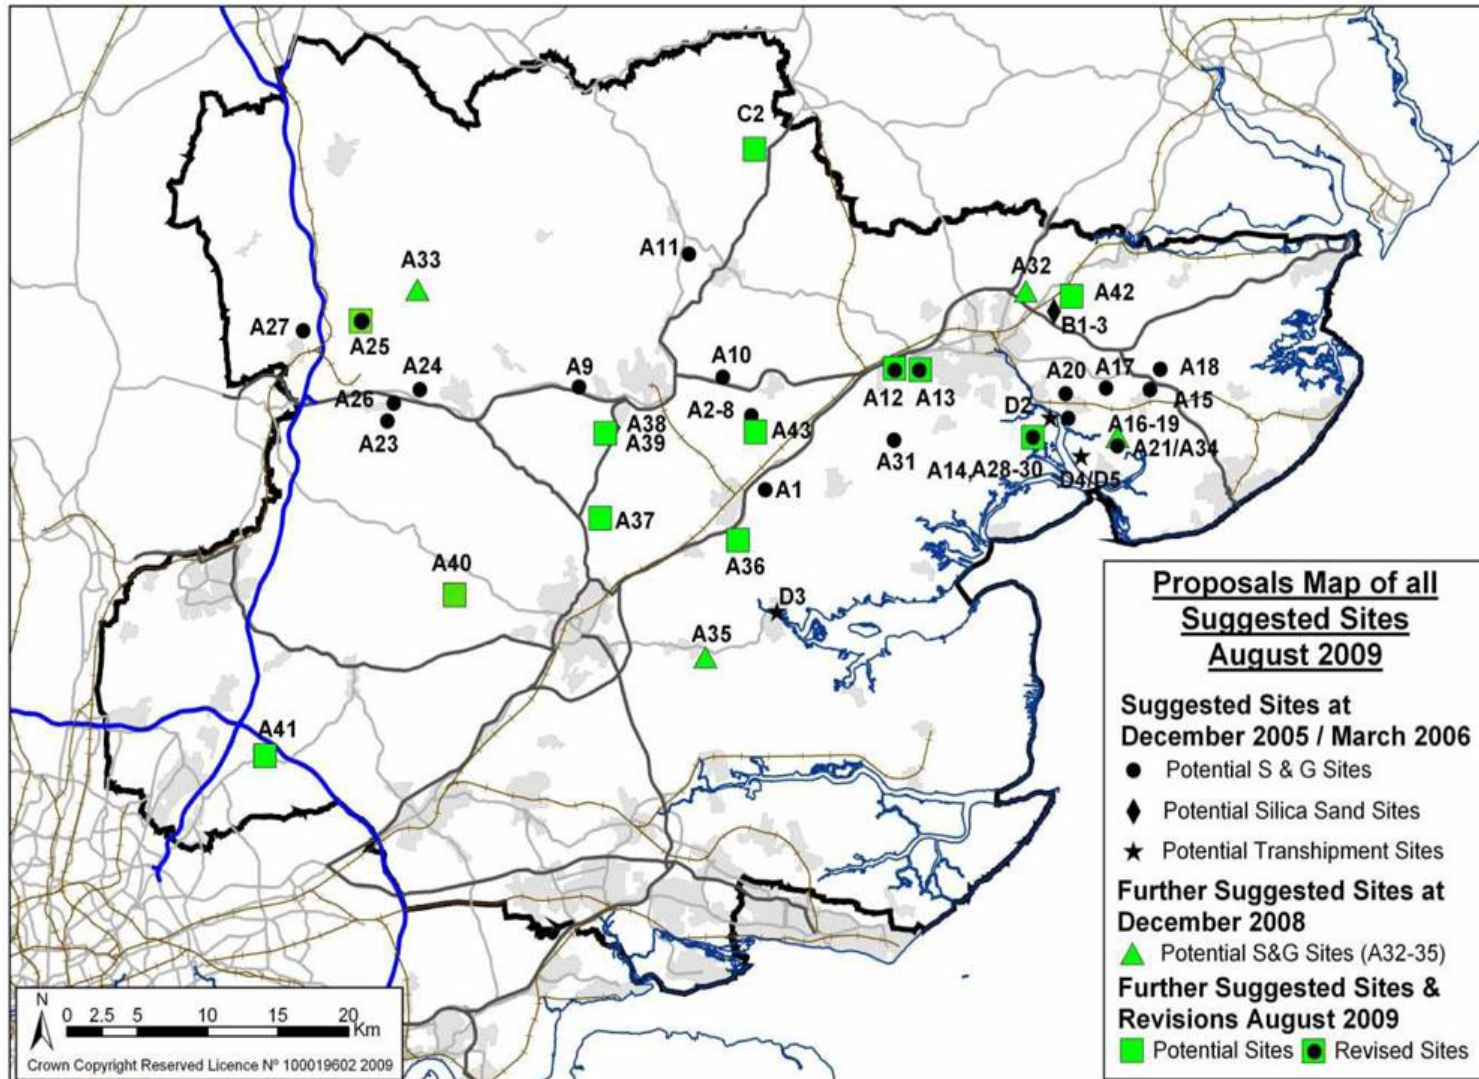 C2
A11
A33
A32
A42
B1-3
A27
A25
A24
A9
A10
A26
A23
A38
A39
A2-8
A43
A12
A13
A20
A17
A18
A15
D2
A16-19
A21/A34
A31
A14,A28-30
D4/D5
A1
A37
A36
A40
D3
A35
A41
Proposals Map of all
Suggested Sites
August 2009
Suggested Sites at
December 2005 / March 2006
Potential S & G Sites
Potential Silica Sand Sites
Potential Transhipment Sites
Further Suggested Sites at
December 2008
Potential S&G Sites (A32-35)
Further Suggested Sites &
Revisions August 2009
Potential Sites Revised Sites
N
0 2.5 5 10 15 20
Km
Crown Copyright Reserved Licence Nº 100019602 2009